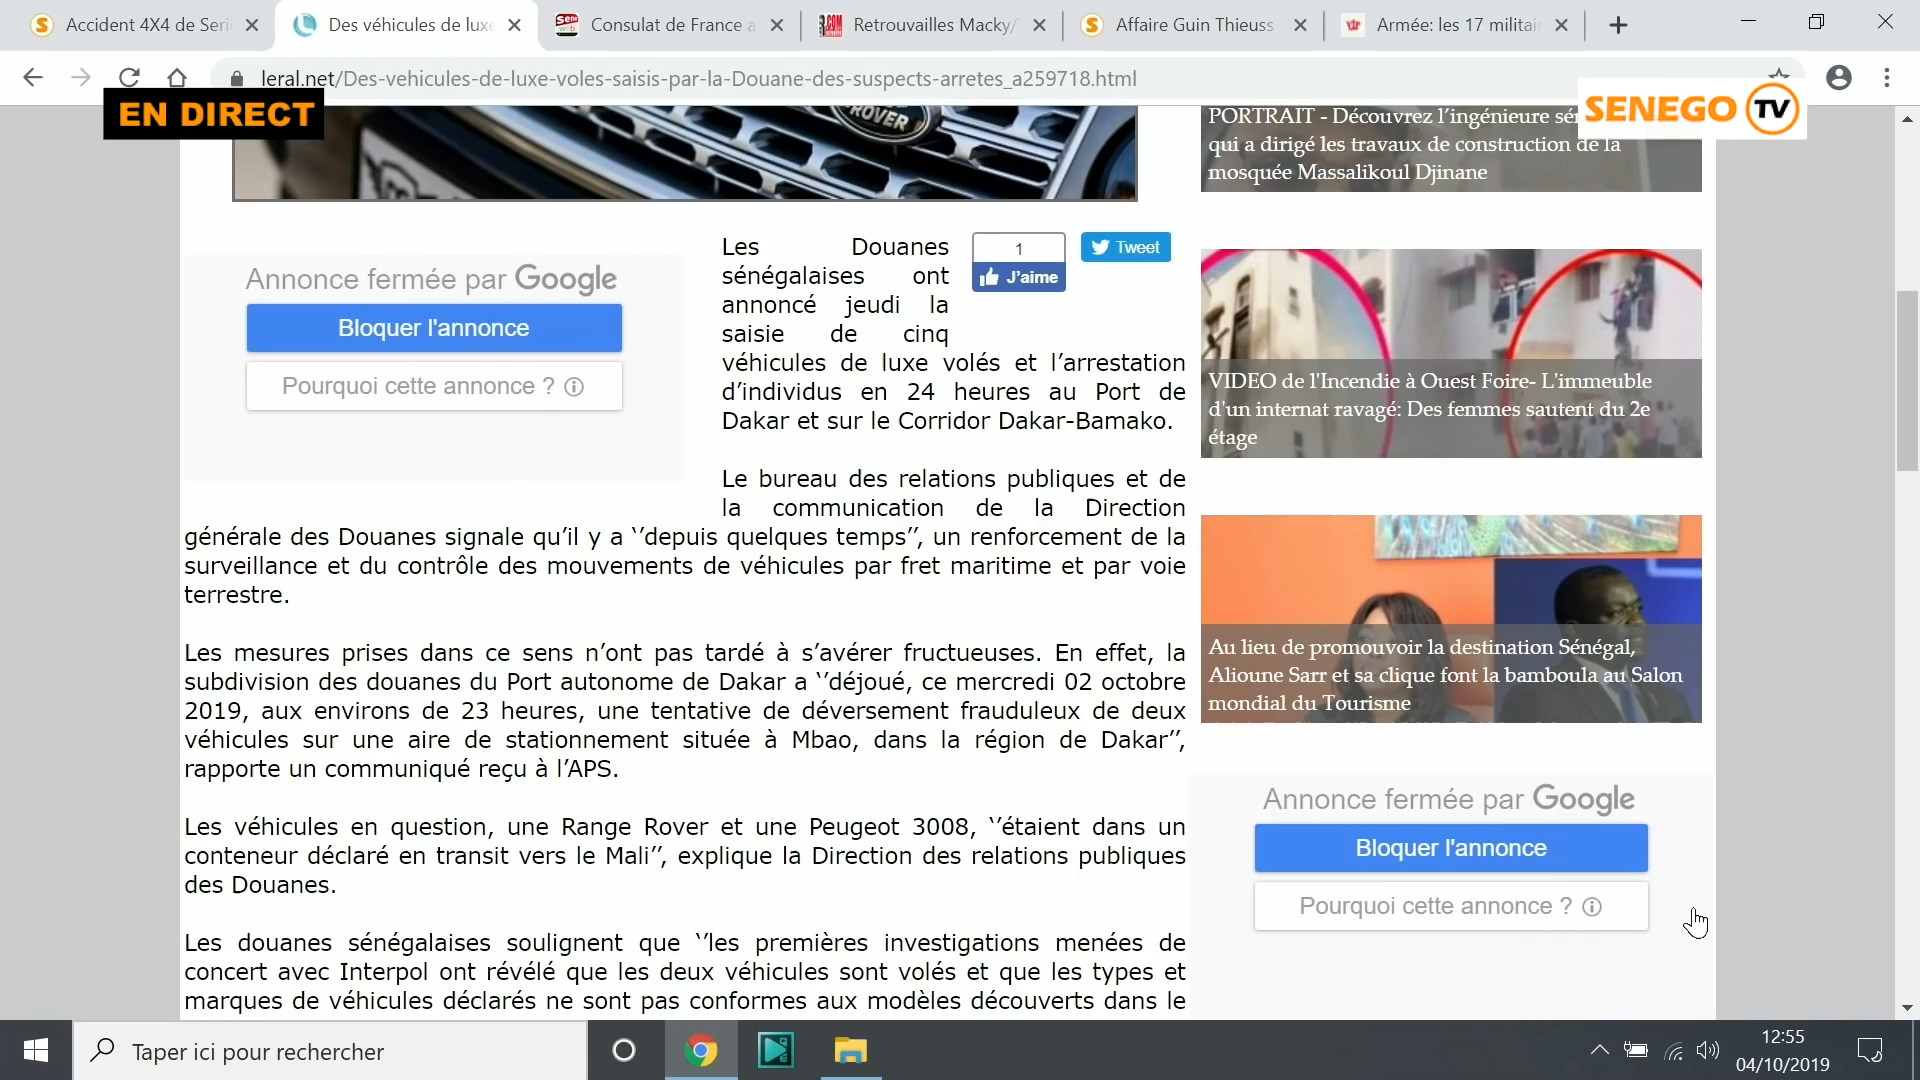 Accident 4X4 de Seri
Des véhicules de luxe
Consulat de France a
Retrouvailles Macky/
Affaire Guin Thieuss
Armée: les 17 militai
leral.net/Des-vehicules-de-luxe-voles-saisis-par-la-Douane-des-suspects-arretes_a259718.html
EN DIRECT
SENEGO TV
ROVER
PORTRAIT - Découvrez l’ingénieure sé
qui a dirigé les travaux de construction de la
mosquée Massalikoul Djinane
Annonce fermée par Google
Bloquer l'annonce
Pourquoi cette annonce ?
1
J’aime
Tweet
Les Douanes
sénégalaises ont
annoncé jeudi la
saisie de cinq
véhicules de luxe volés et l’arrestation
d’individus en 24 heures au Port de
Dakar et sur le Corridor Dakar-Bamako.
Le bureau des relations publiques et de
la communication de la Direction
générale des Douanes signale qu’il y a ‘’depuis quelques temps’’, un renforcement de la
surveillance et du contrôle des mouvements de véhicules par fret maritime et par voie
terrestre.
Les mesures prises dans ce sens n’ont pas tardé à s’avérer fructueuses. En effet, la
subdivision des douanes du Port autonome de Dakar a ‘’déjoué, ce mercredi 02 octobre
2019, aux environs de 23 heures, une tentative de déversement frauduleux de deux
véhicules sur une aire de stationnement située à Mbao, dans la région de Dakar’’,
rapporte un communiqué reçu à l’APS.
Les véhicules en question, une Range Rover et une Peugeot 3008, ‘’étaient dans un
conteneur déclaré en transit vers le Mali’’, explique la Direction des relations publiques
des Douanes.
Les douanes sénégalaises soulignent que ‘’les premières investigations menées de
concert avec Interpol ont révélé que les deux véhicules sont volés et que les types et
marques de véhicules déclarés ne sont pas conformes aux modèles découverts dans le
VIDEO de l'Incendie à Ouest Foire- L'immeuble
d'un internat ravagé: Des femmes sautent du 2e
étage
Au lieu de promouvoir la destination Sénégal,
Alioune Sarr et sa clique font la bamboula au Salon
mondial du Tourisme
Annonce fermée par Google
Bloquer l'annonce
Pourquoi cette annonce ?
Taper ici pour rechercher
12:55
04/10/2019